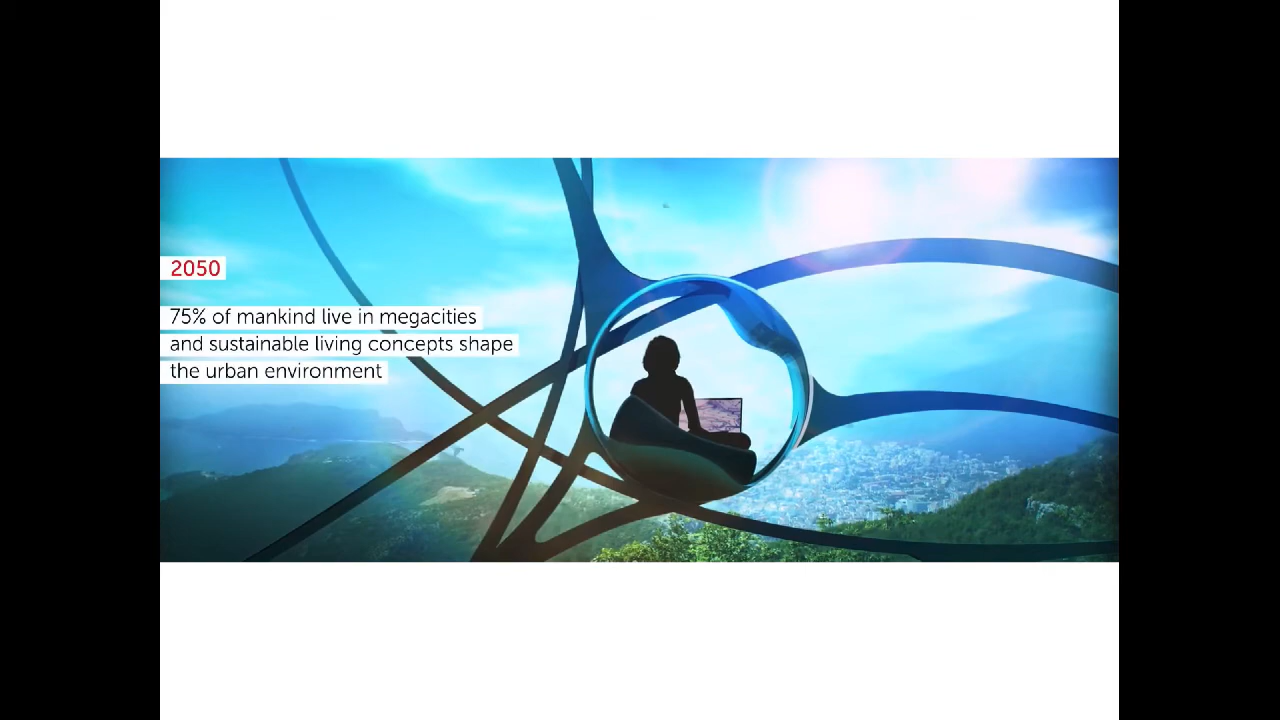 2050
75% of mankind live in megacities
and sustainable living concepts shape
the urban environment